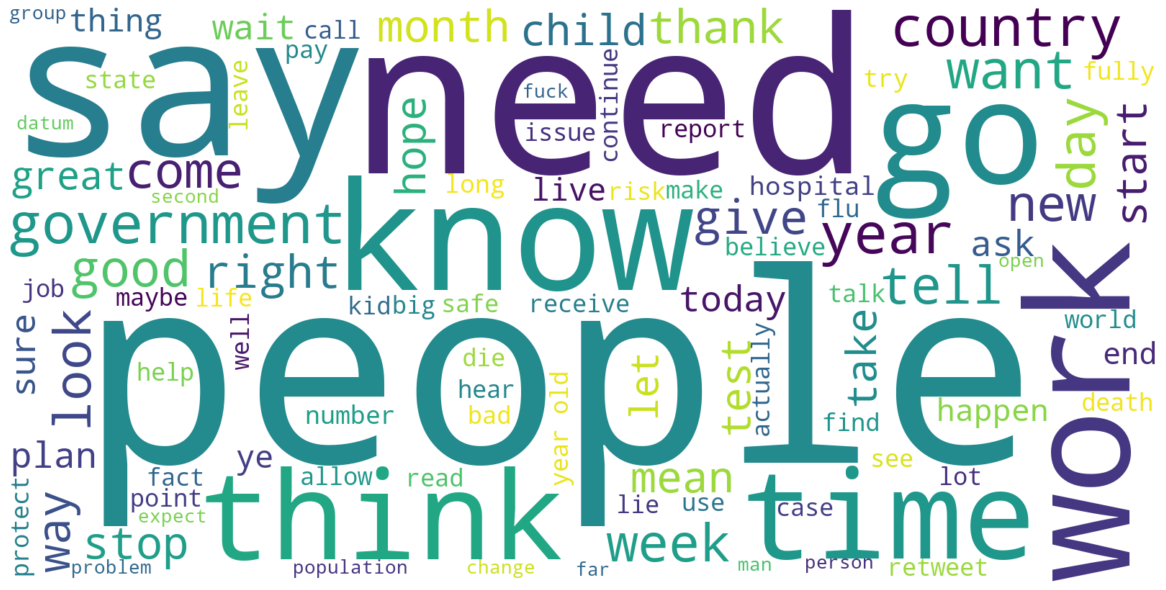 group
thing
wait
call
month
child
thank
country
say
need
pay
state
leave
datum
fuck
issue
continue
report
hope
want
try
fully
go
day
start
great
come
second
long
live
risk
make
hospital
flu
new
government
know
give
believe
year
ask
open
good
right
job
maybe
life
kid
big
safe
receive
today
talk
tell
world
work
sure
look
well
people
help
die
hear
bad
number
year old
let
test
actually
take
find
happen
end
death
plan
ye
fact
point
expect
allow
read
think
mean
lie
use
case
see
lot
time
protect
way
stop
problem
population
change
week
far
man
person
retweet